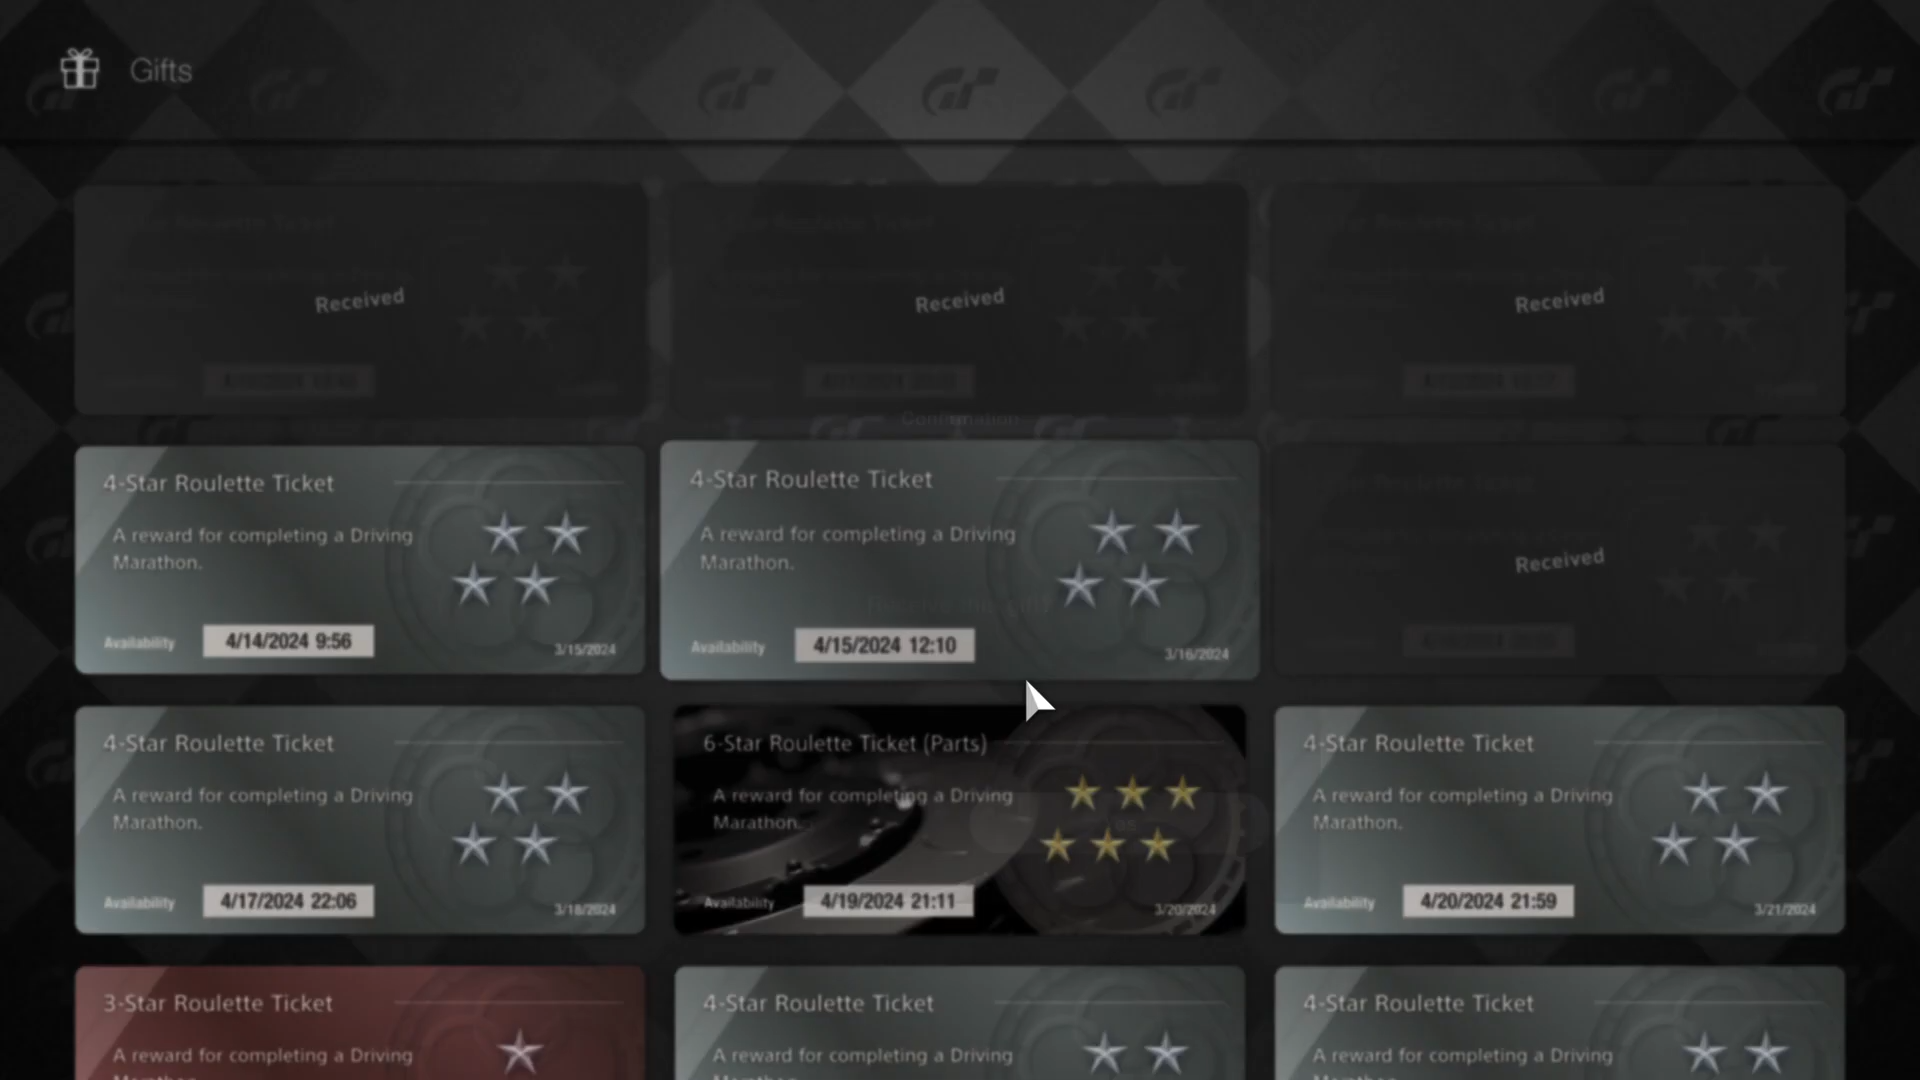 Gifts
Received
Received
Received
Confirmation
4-Star Roulette Ticket
A reward for completing a Driving
Marathon.
Availability 4/14/2024 9:56 3/15/2024
4-Star Roulette Ticket
A reward for completing a Driving
Marathon.
Receive this gift?
Availability 4/15/2024 12:10 3/16/2024
Received
4-Star Roulette Ticket
A reward for completing a Driving
Marathon.
Availability 4/17/2024 22:06 3/18/2024
6-Star Roulette Ticket (Parts)
A reward for completing a Driving
Marathon.
Yes
Availability 4/19/2024 21:11 3/20/2024
4-Star Roulette Ticket
A reward for completing a Driving
Marathon.
Availability 4/20/2024 21:59 3/21/2024
3-Star Roulette Ticket
A reward for completing a Driving
4-Star Roulette Ticket
A reward for completing a Driving
4-Star Roulette Ticket
A reward for completing a Driving